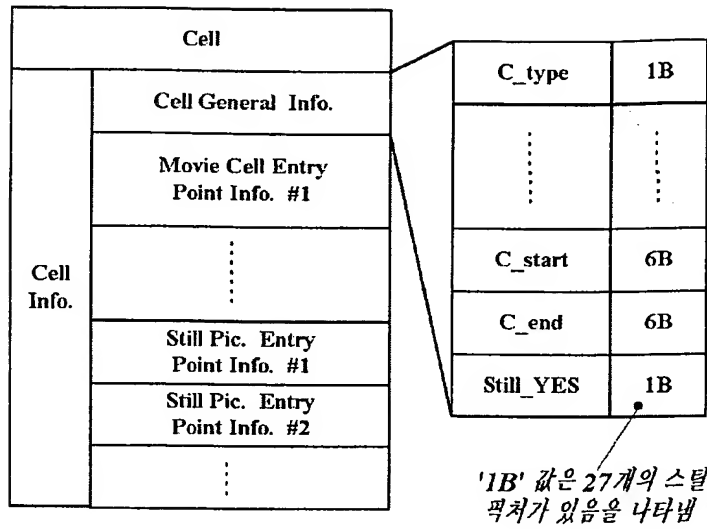 Cell
Cell General Info.
Movie Cell Entry
Point Info. #1
Cell
Info.
Still Pic. Entry
Point Info. #1
Still Pic. Entry
Point Info. #2
C_type 1B
C_start 6B
C_end 6B
Still_YES 1B
'1B' 값은 27개의 스틸
픽처가 있음을 나타냄